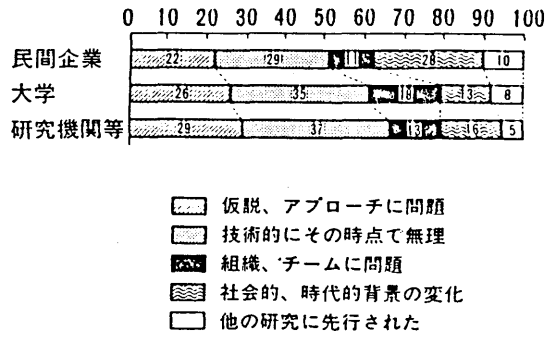 0 10 20 30 40 50 60 70 80 90 100
民間企業 22 29 11 28 10
大学 26 35 18 13 8
研究機関等 29 37 13 16 5
仮説、アプローチに問題
技術的にその時点で無理
組織、チームに問題
社会的、時代的背景の変化
他の研究に先行された